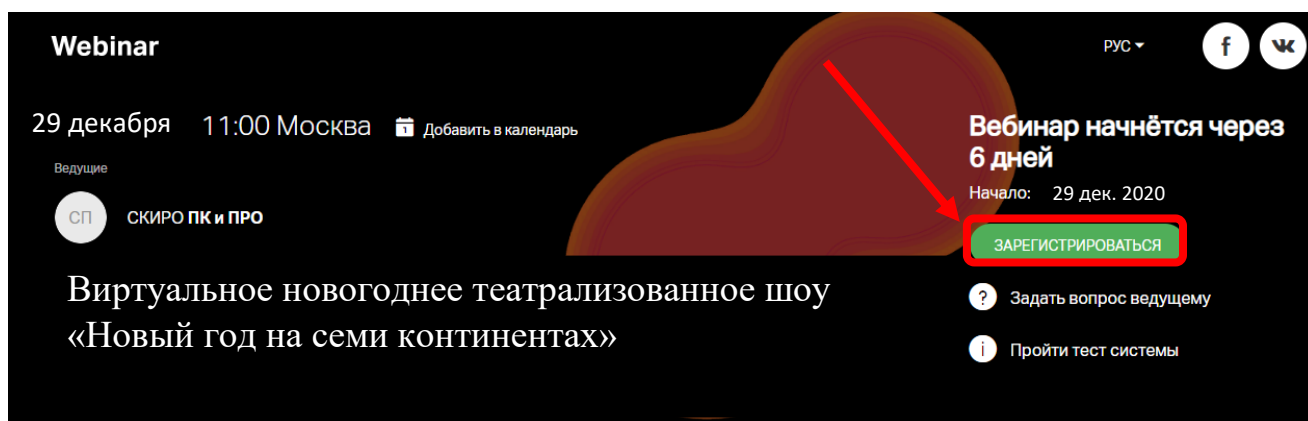 Webinar
РУС
f
29 декабря 11:00 Москва 1 Добавить в календарь
Ведущие
СП СКИРО ПК и ПРО
Виртуальное новогоднее театрализованное шоу
«Новый год на семи континентах»
Вебинар начнётся через
6 дней
Начало: 29 дек. 2020
ЗАРЕГИСТРИРОВАТЬСЯ
? Задать вопрос ведущему
i Пройти тест системы